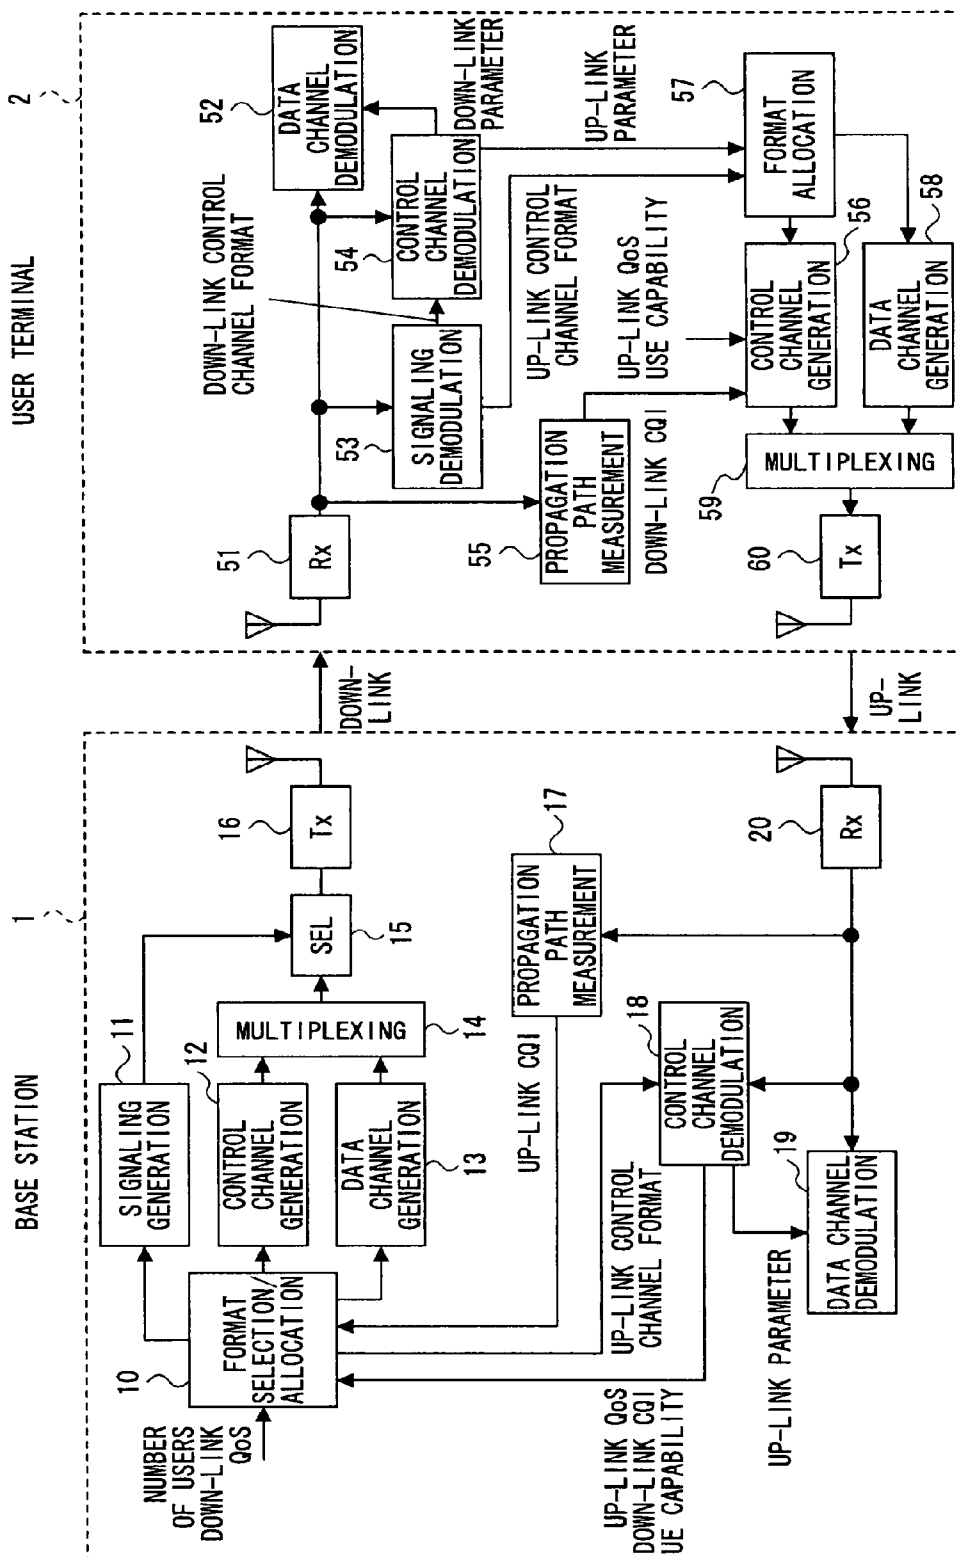 BASE STATION
1
NUMBER
OF USERS
DOWN-LINK
QoS
10
FORMAT
SELECTION/
ALLOCATION
SIGNALING
GENERATION
11
CONTROL
CHANNEL
GENERATION
12
DATA
CHANNEL
GENERATION
13
MULTIPLEXING
14
SEL
15
Tx
16
UP-LINK CQI
PROPAGATION
PATH
MEASUREMENT
17
UP-LINK CONTROL
CHANNEL FORMAT
CONTROL
CHANNEL
DEMODULATION
18
UP-LINK QoS
DOWN-LINK CQI
UE CAPABILITY
UP-LINK PARAMETER
DATA CHANNEL
DEMODULATION
19
Rx
20
DOWN-
LINK
UP-
LINK
USER TERMINAL
2
Rx
51
DATA
CHANNEL
DEMODULATION
52
DOWN-LINK CONTROL
CHANNEL FORMAT
SIGNALING
DEMODULATION
53
CONTROL
CHANNEL
DEMODULATION
54
DOWN-LINK
PARAMETER
PROPAGATION
PATH
MEASUREMENT
55
UP-LINK CONTROL
CHANNEL FORMAT
UP-LINK
PARAMETER
DOWN-LINK CQI
UP-LINK QoS
USE CAPABILITY
CONTROL
CHANNEL
GENERATION
56
FORMAT
ALLOCATION
57
DATA
CHANNEL
GENERATION
58
MULTIPLEXING
59
Tx
60